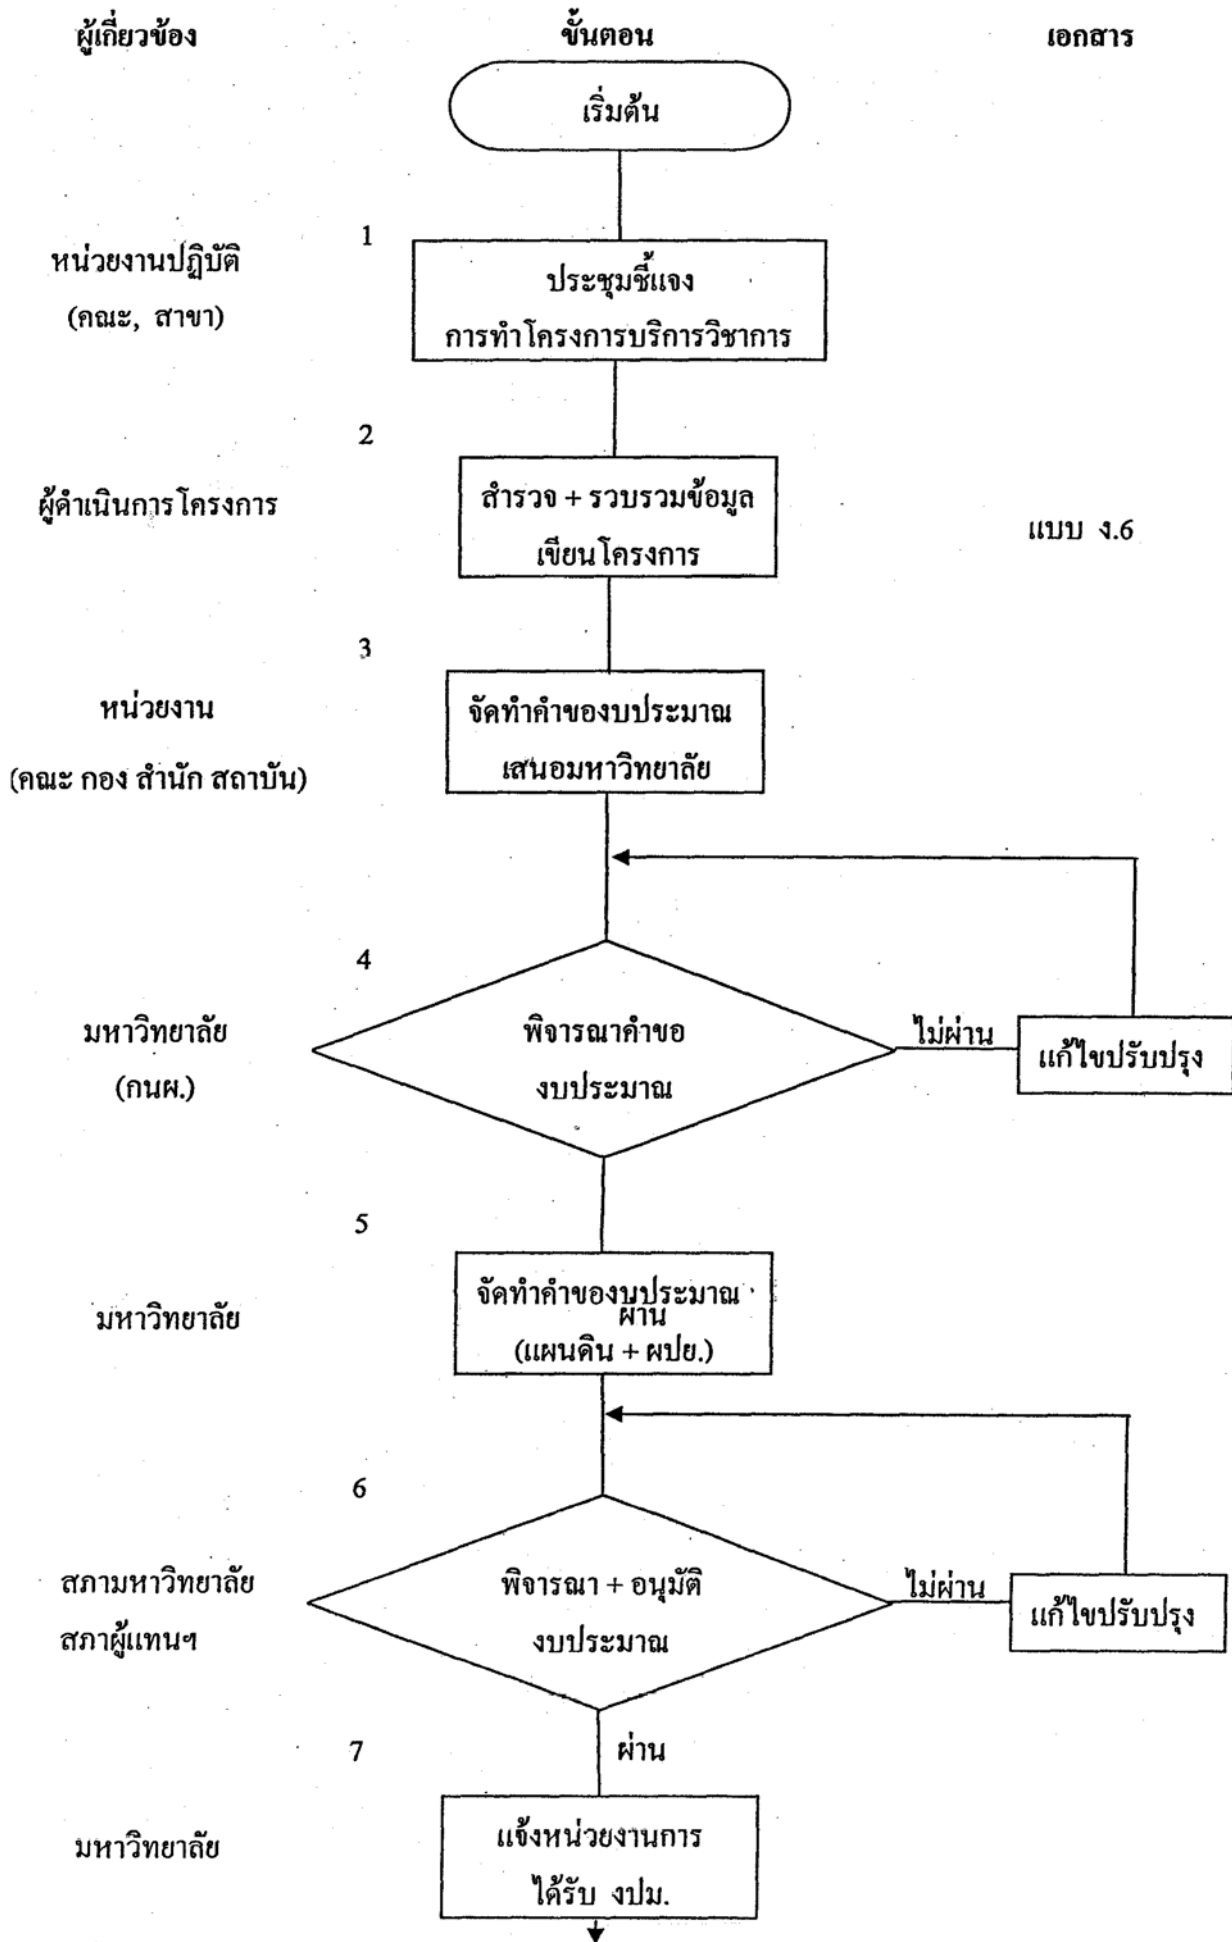 ผู้เกี่ยวข้อง ขั้นตอน เอกสาร
เริ่มต้น
1
หน่วยงานปฏิบัติ
(คณะ, สาขา)
ประชุมชี้แจง
การทำโครงการบริการวิชาการ
2
ผู้ดำเนินการโครงการ
สำรวจ + รวบรวมข้อมูล
เขียนโครงการ
แบบ ง.6
3
หน่วยงาน
(คณะ กอง สำนัก สถาบัน)
จัดทำคำของบประมาณ
เสนอมหาวิทยาลัย
4
มหาวิทยาลัย
(กนผ.)
พิจารณาคำขอ
งบประมาณ
ไม่ผ่าน
แก้ไขปรับปรุง
5
มหาวิทยาลัย
จัดทำคำของบประมาณ
ผ่าน
(แผนดิน + ผปย.)
6
สภามหาวิทยาลัย
สภาผู้แทนฯ
พิจารณา + อนุมัติ
งบประมาณ
ไม่ผ่าน
แก้ไขปรับปรุง
7
ผ่าน
มหาวิทยาลัย
แจ้งหน่วยงานการ
ได้รับ งปม.